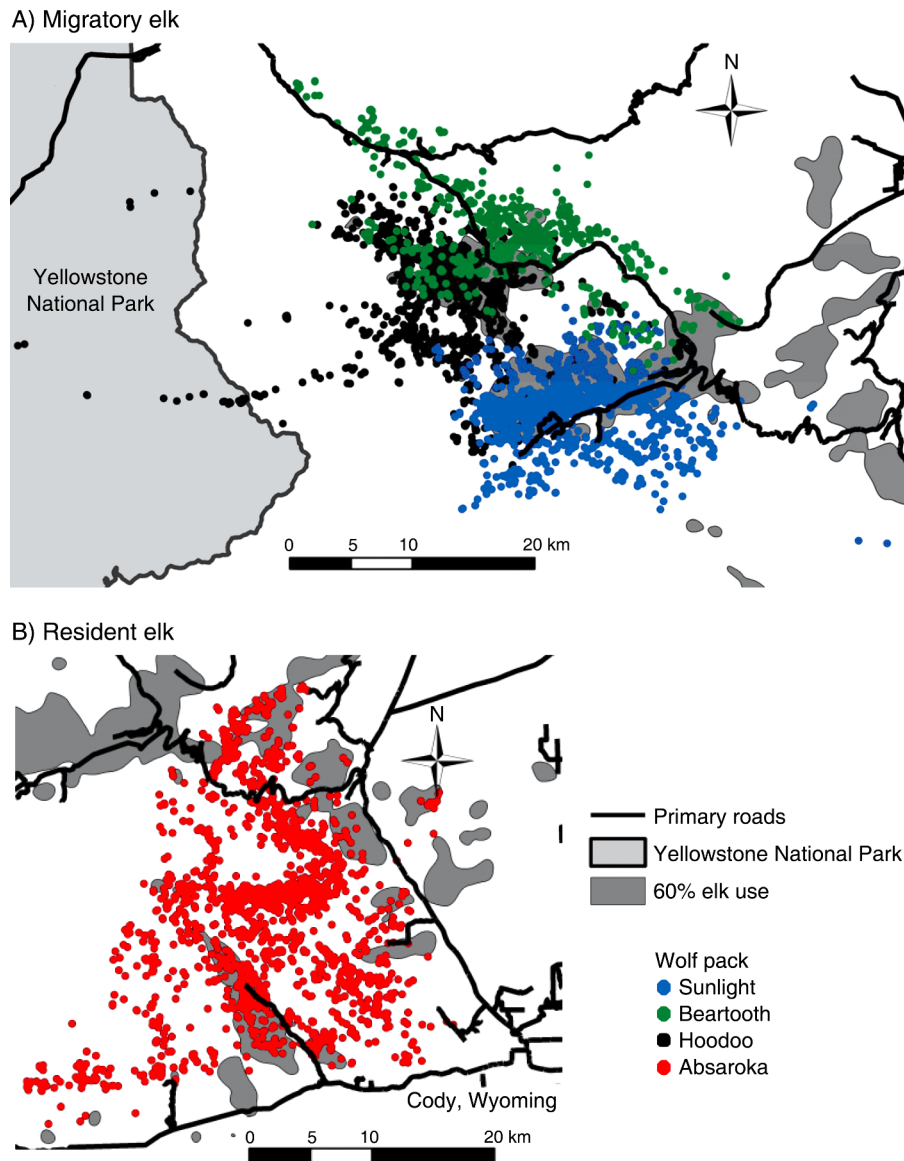 A) Migratory elk
N
Yellowstone
National Park
0 5 10 20 km
B) Resident elk
N
Primary roads
Yellowstone National Park
60% elk use
Wolf pack
Sunlight
Beartooth
Hoodoo
Absaroka
Cody, Wyoming
0 5 10 20 km